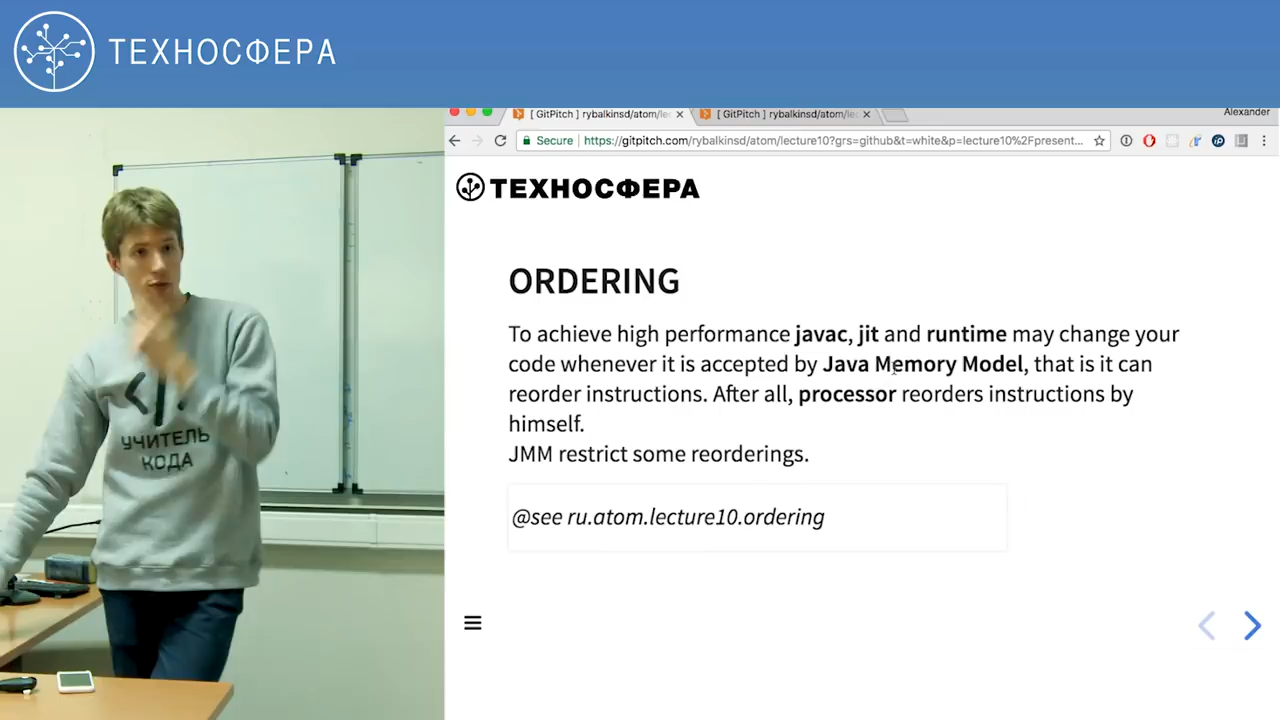 ТЕХНОСФЕРА
[ GitPitch ] rybalkinsd/atom/lec
[ GitPitch ] rybalkinsd/atom/lec
Alexander
Secure
https://gitpitch.com/rybalkinsd/atom/lecture10?grs=github&t=white&p=lecture10%2Fpresent...
ТЕХНОСФЕРА
ORDERING
To achieve high performance javac, jit and runtime may change your
code whenever it is accepted by Java Memory Model, that is it can
reorder instructions. After all, processor reorders instructions by
himself.
JMM restrict some reorderings.
@see ru.atom.lecture10.ordering
</> 
УЧИТЕЛЬ
КОДА